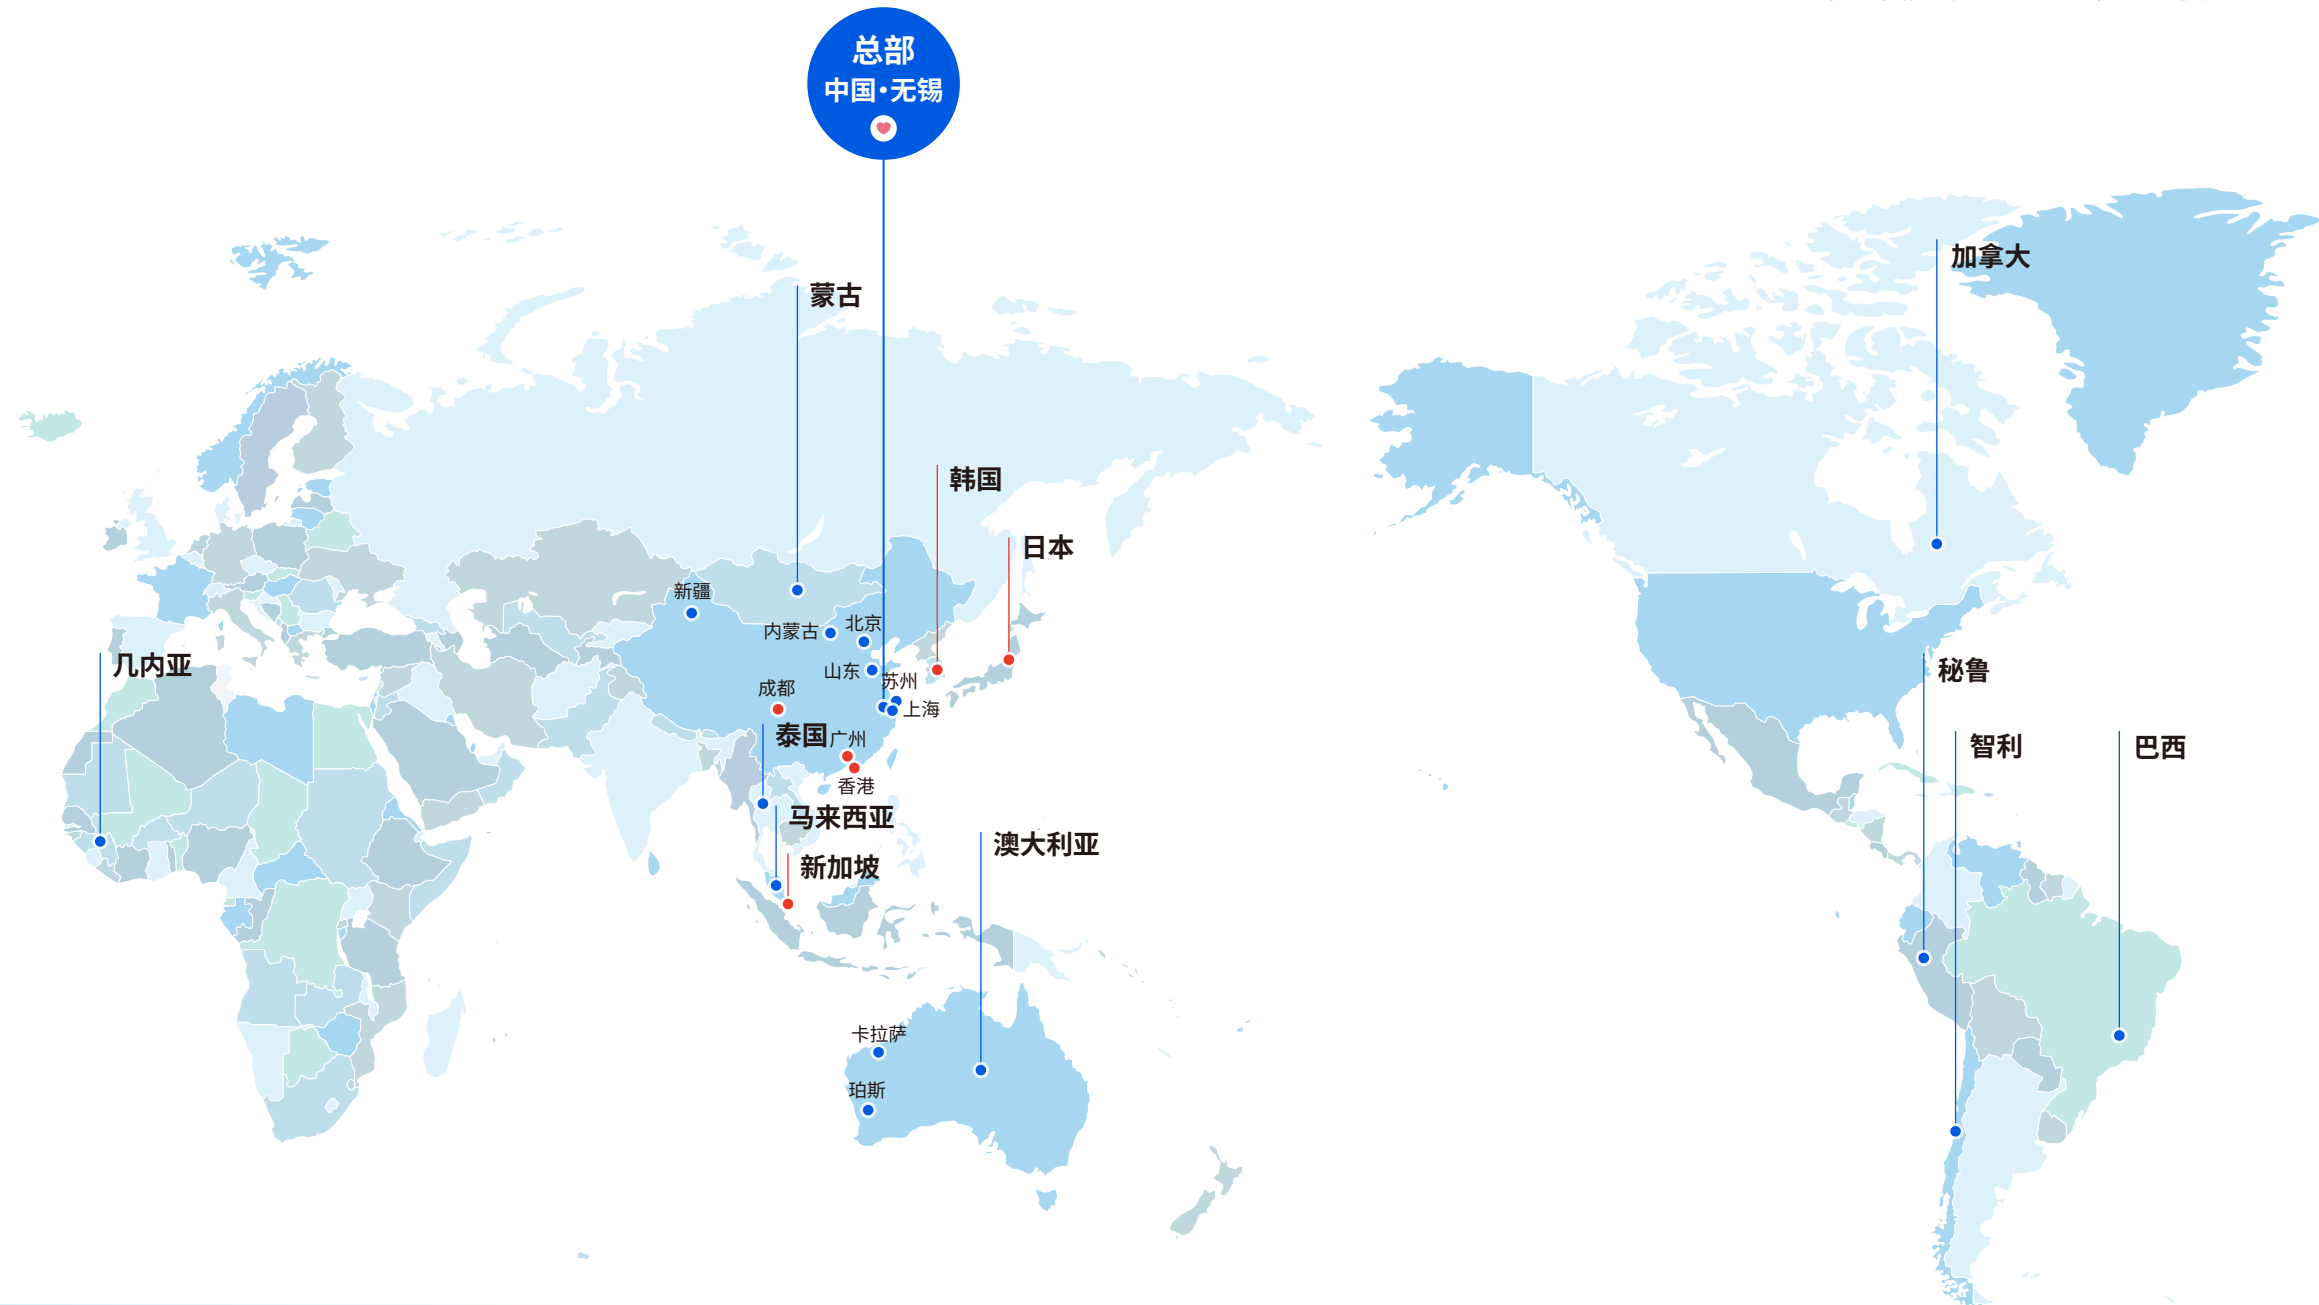 总部
中国·无锡
加拿大
蒙古
韩国
日本
新疆
内蒙古
北京
山东
苏州
成都
上海
泰国
广州
香港
几内亚
秘鲁
智利
巴西
马来西亚
新加坡
澳大利亚
卡拉萨
珀斯